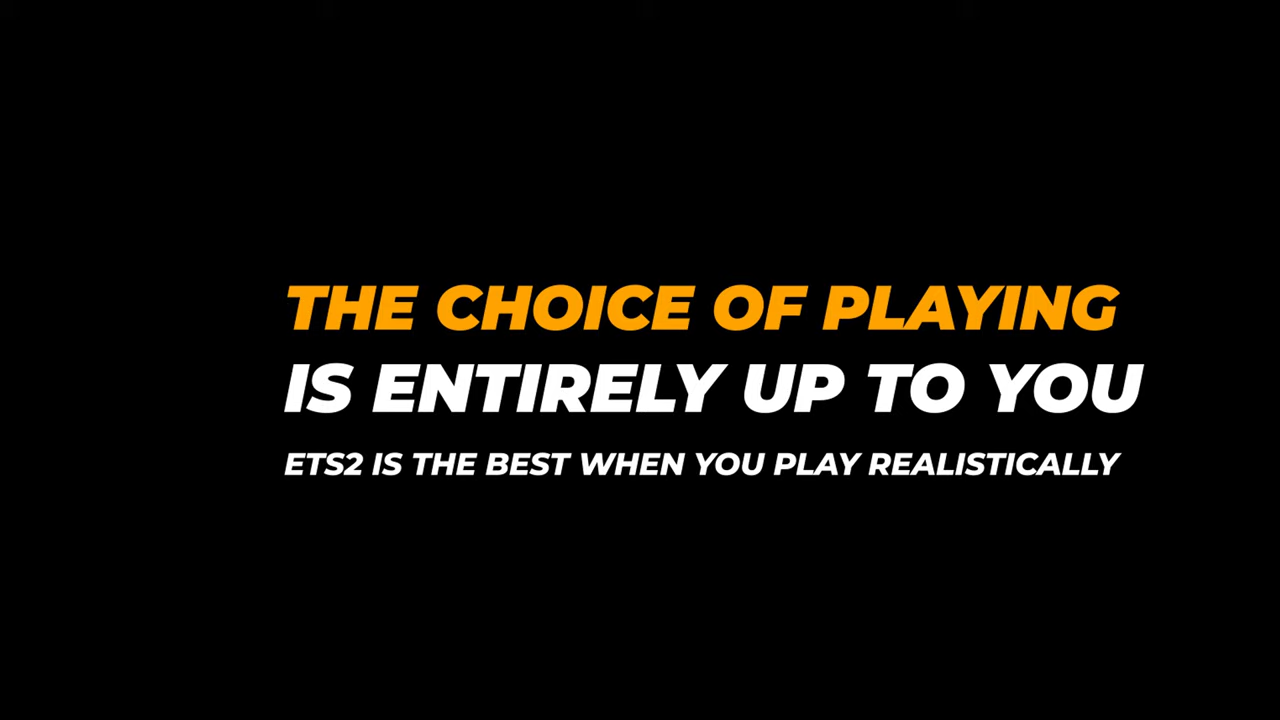 THE CHOICE OF PLAYING
IS ENTIRELY UP TO YOU
ETS2 IS THE BEST WHEN YOU PLAY REALISTICALLY